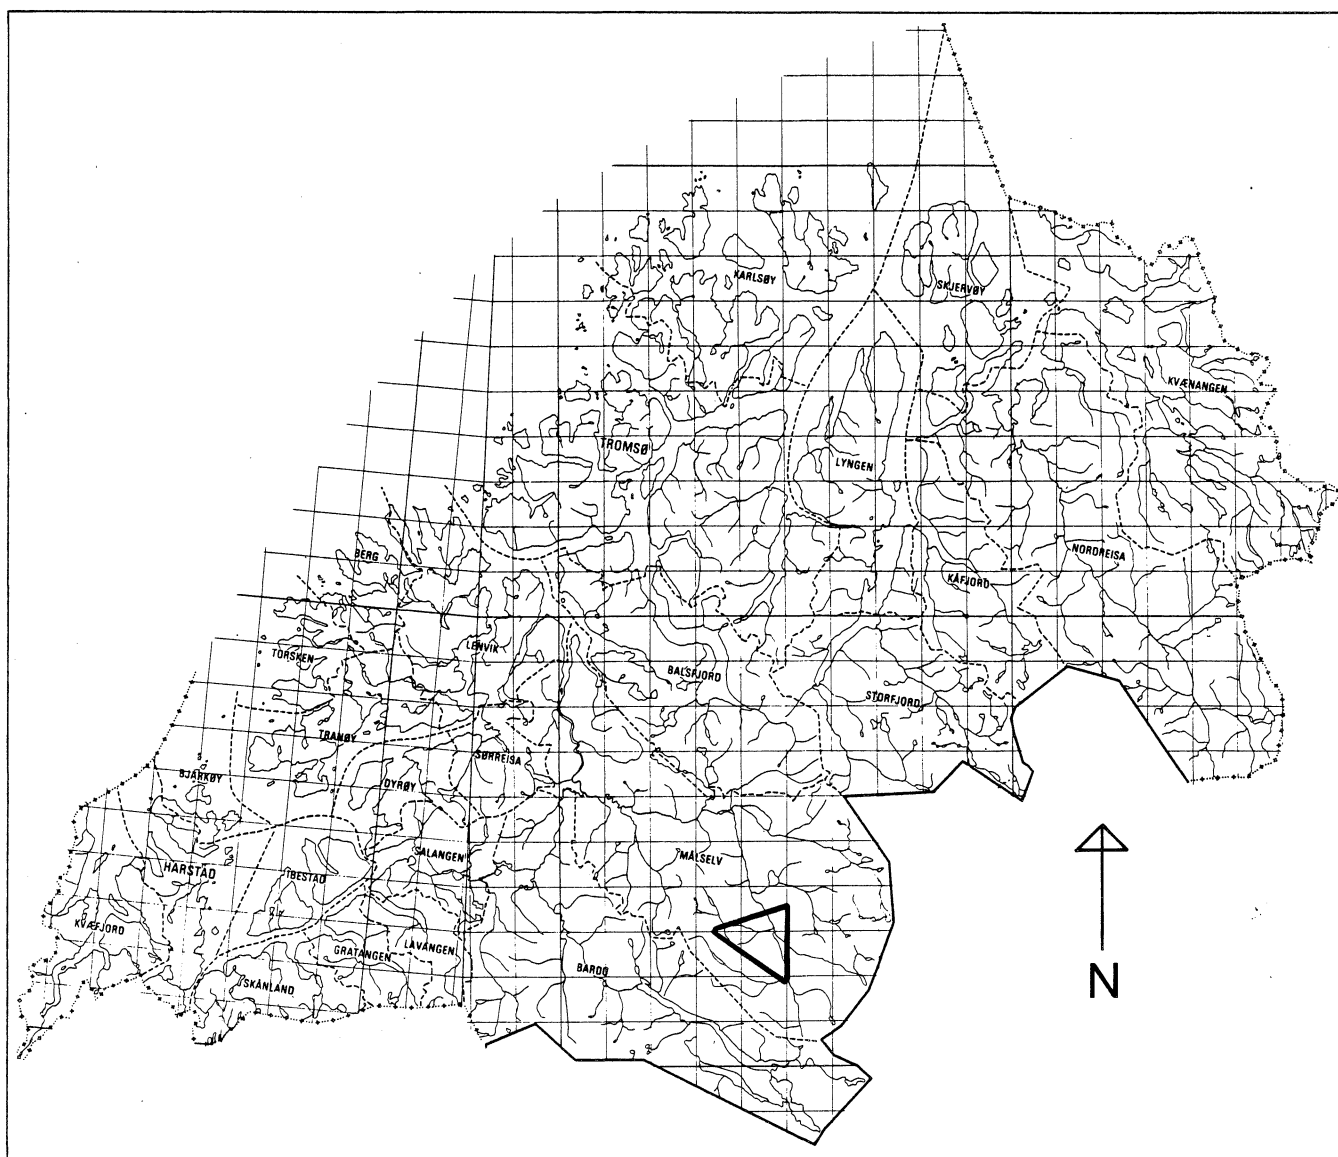 KARLSØY
SKJERVØY
KVÆNANGEN
TROMSØ
LYNGEN
NORDREISA
BERG
KÅFJORD
LENVIK
TORSKEN
BALSFJORD
STORFJORD
TRANØY
SØRREISA
BJARKØY
DYRØY
SALANGEN
MÅLSELV
HARSTAD
IBESTAD
KVÆFJORD
LAVANGEN
GRATANGEN
BARDO
SKÅNLAND
N